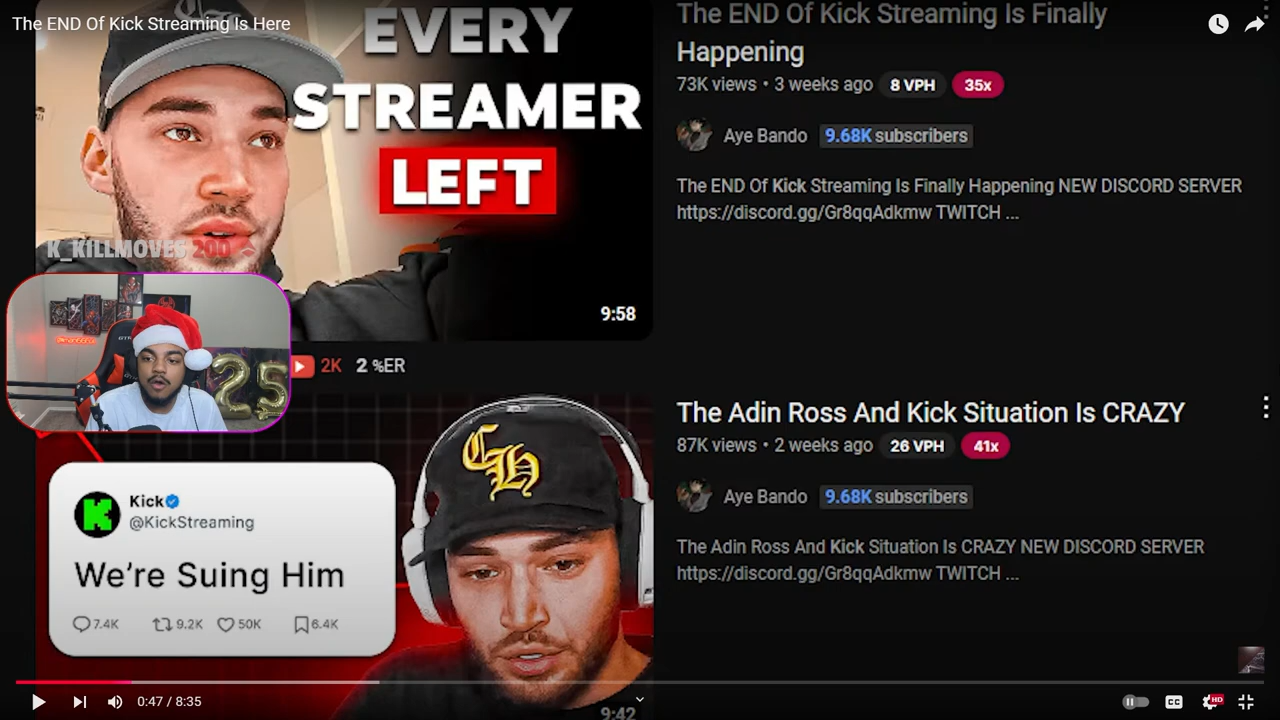 The END Of Kick Streaming Is Here
EVERY
STREAMER
LEFT
9:58
The END Of Kick Streaming Is Finally
Happening
73K views • 3 weeks ago 8 VPH 35x
Aye Bando 9.68K subscribers
The END Of Kick Streaming Is Finally Happening NEW DISCORD SERVER
https://discord.gg/Gr8qqAdkmw TWITCH ...
K_KILLMOVES 200
25
2K 2 %ER
The Adin Ross And Kick Situation Is CRAZY
87K views • 2 weeks ago 26 VPH 41x
Aye Bando 9.68K subscribers
The Adin Ross And Kick Situation Is CRAZY NEW DISCORD SERVER
https://discord.gg/Gr8qqAdkmw TWITCH ...
CH
K
Kick
@KickStreaming
We're Suing Him
7.4K 9.2K 50K 6.4K
9:42
0:47 / 8:35
CC
HD